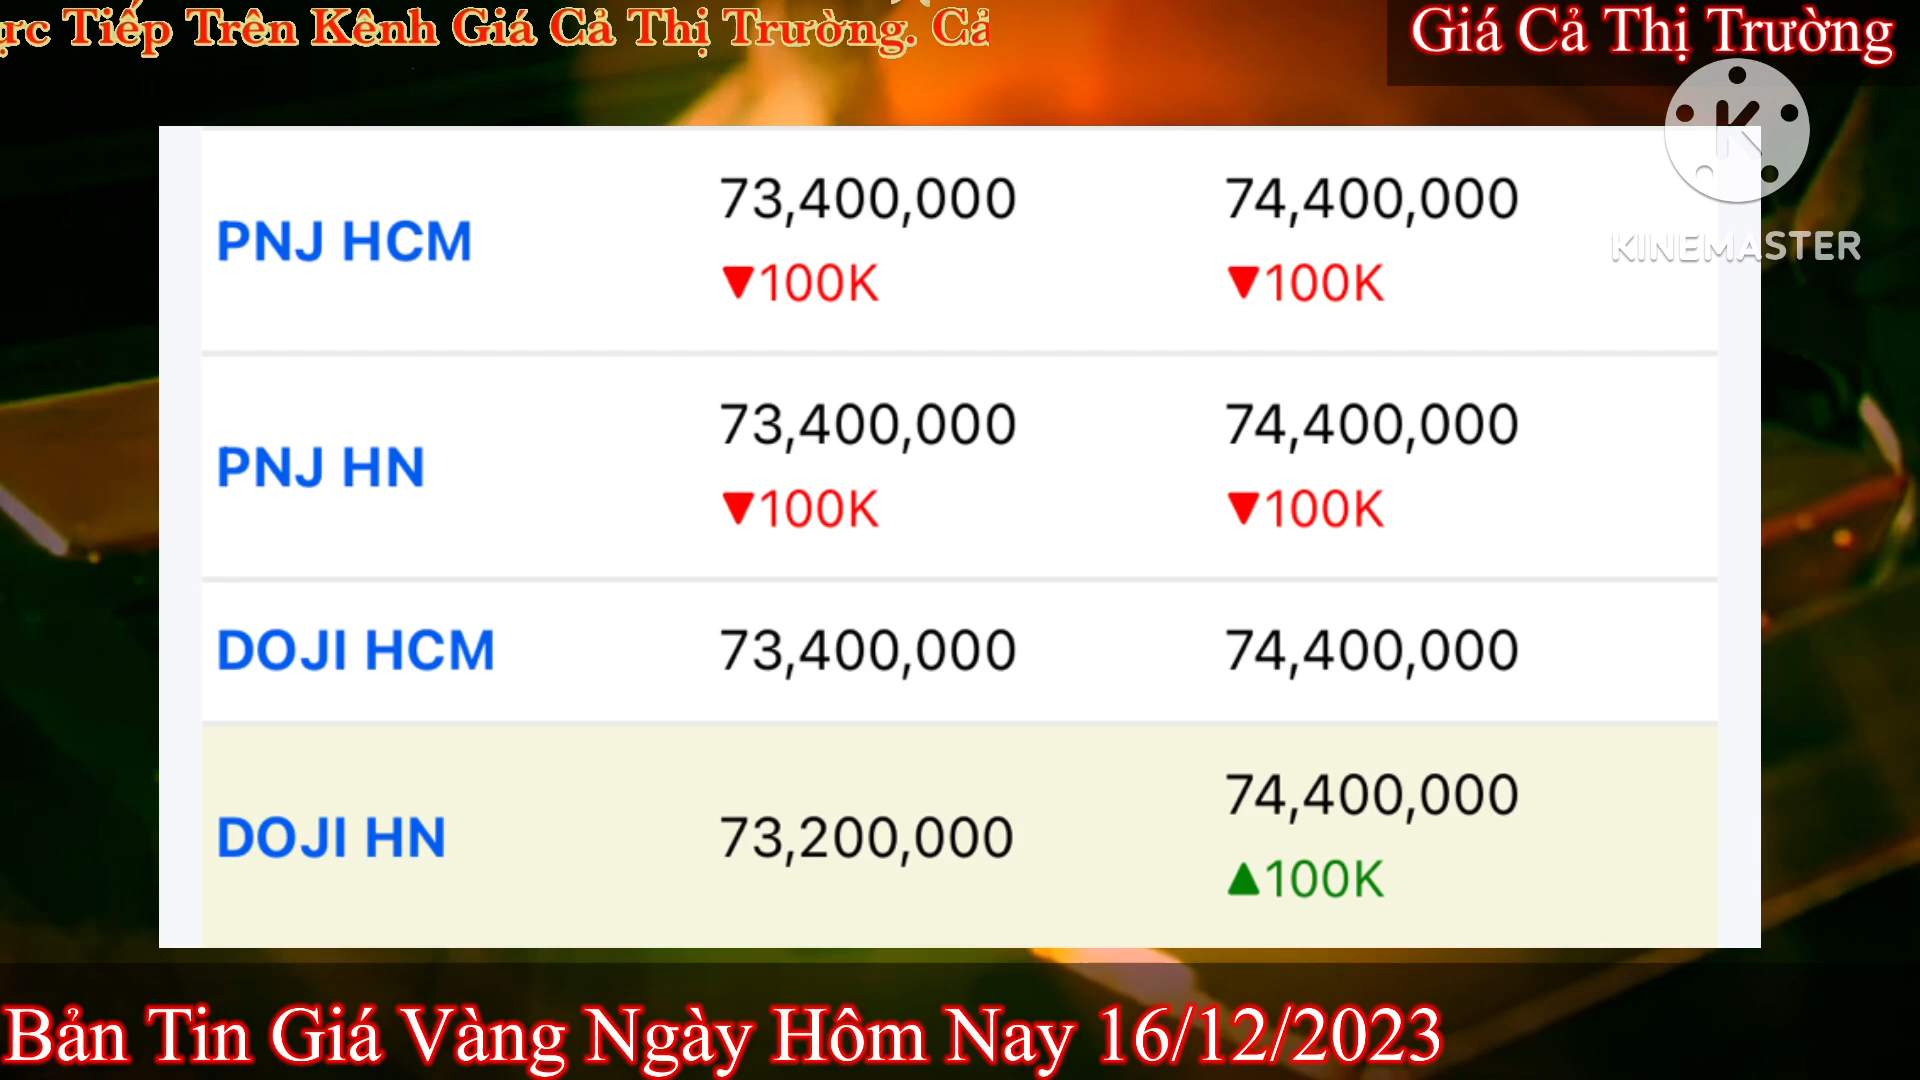 Tiếp Trên Kênh Giá Cả Thị Trường.
Giá Cả Thị Trường
K
KINEMASTER
PNJ HCM 73,400,000 74,400,000
▼100K ▼100K
PNJ HN 73,400,000 74,400,000
▼100K ▼100K
DOJI HCM 73,400,000 74,400,000
DOJI HN 73,200,000 74,400,000
▲100K
Bản Tin Giá Vàng Ngày Hôm Nay 16/12/2023